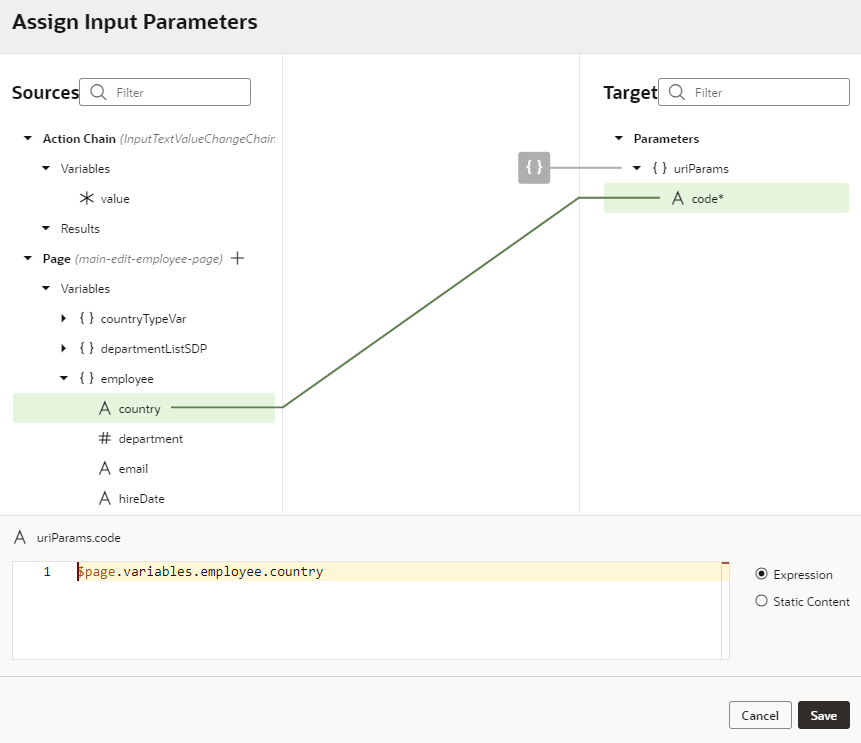 Assign Input Parameters
Sources
Filter
Target
Filter
Action Chain (InputTextValueChangeChain
Variables
value
Results
Page (main-edit-employee-page)
Variables
{ } countryTypeVar
{ } departmentListSDP
{ } employee
A country
# department
A email
A hireDate
{ }
Parameters
{ } uriParams
A code*
A uriParams.code
1 $page.variables.employee.country
Expression
Static Content
Cancel
Save